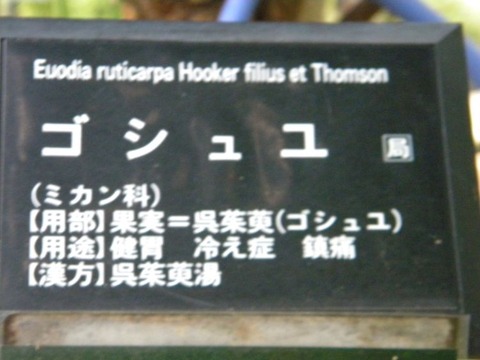 Euodia ruticarpa Hooker filius et Thomson
ゴシュユ 局
(ミカン科)
【用部】果実=呉茱萸(ゴシュユ)
【用途】健胃 冷え症 鎮痛
【漢方】呉茱萸湯